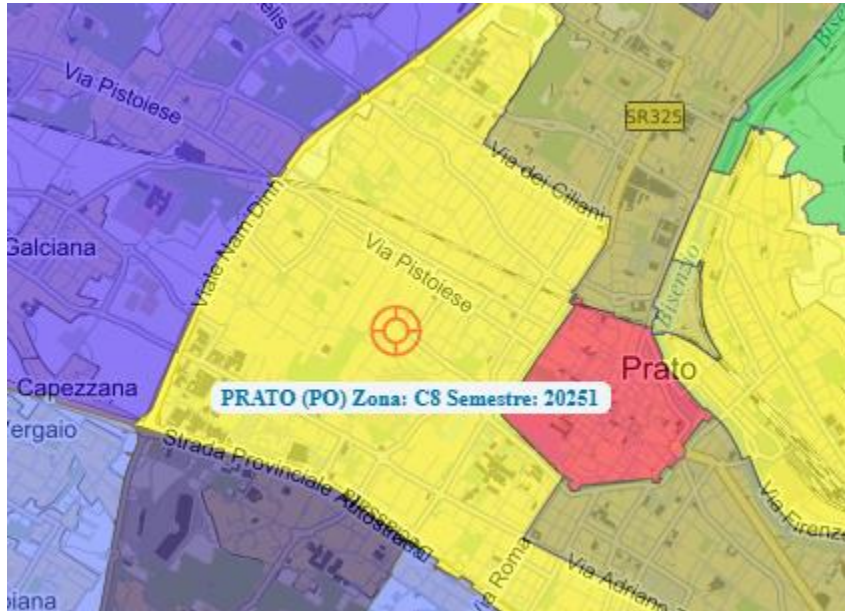 Via Pistoiese
SR325
Via dei Ciliani
Viale Nam Dinh
Galciana
Via Pistoiese
Bisenzio
Prato
Capezzana
PRATO (PO) Zona: C8 Semestre: 20251
Strada Provinciale
Autostrada
Via Roma
Via Firenze
Via Adriano